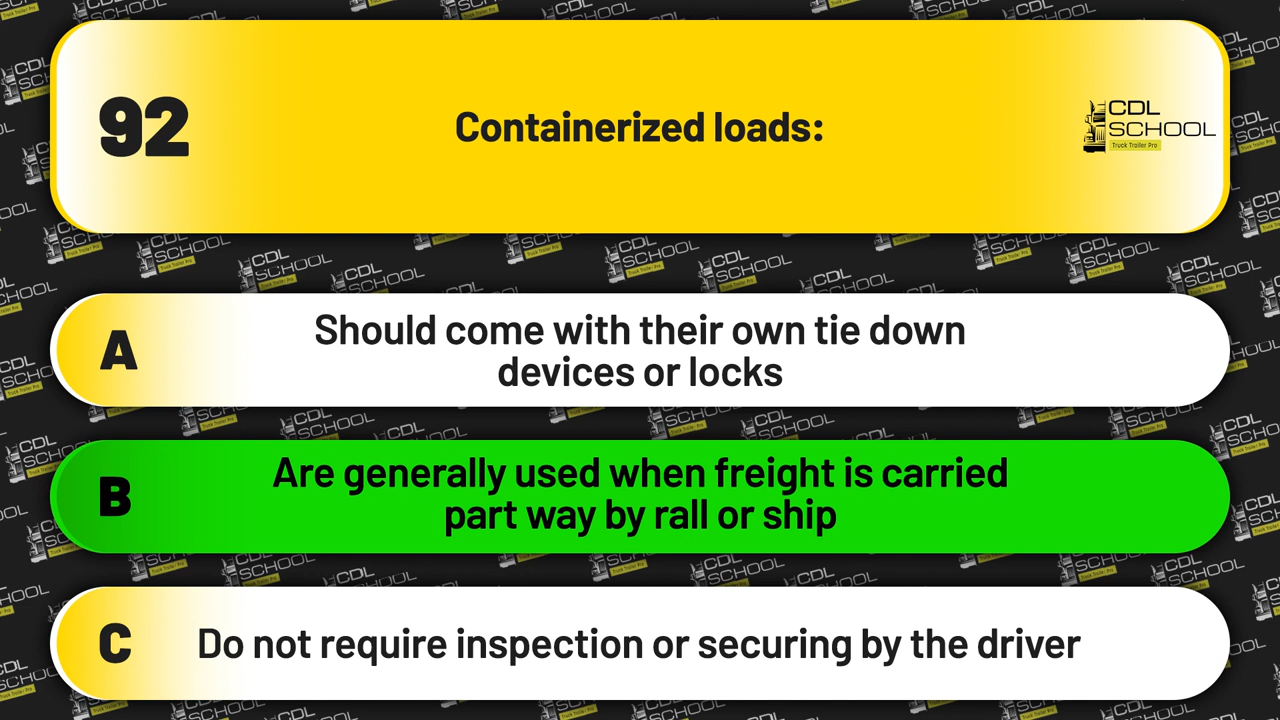 92
Containerized loads:
CDL
SCHOOL
Truck Trailer Pro
A
Should come with their own tie down
devices or locks
B
Are generally used when freight is carried
part way by rall or ship
C
Do not require inspection or securing by the driver